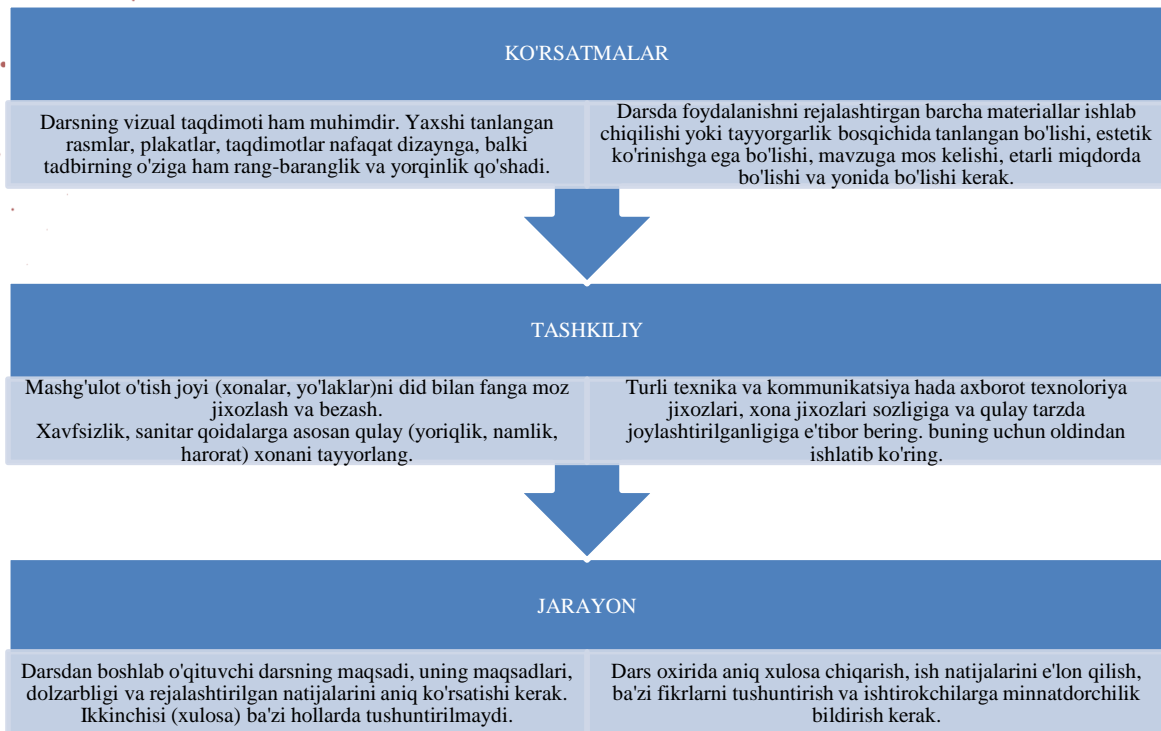 KO'RSATMALAR
Darsning vizual taqdimoti ham muhimdir. Yaxshi tanlangan
rasmlar, plakatlar, taqdimotlar nafaqat dizaynga, balki
tadbirning o'ziga ham rang-baranglik va yorqinlik qo'shadi.
Darsda foydalanishni rejalashtirgan barcha materiallar ishlab
chiqilishi yoki tayyorgarlik bosqichida tanlangan bo'lishi, estetik
ko'rinishga ega bo'lishi, mavzuga mos kelishi, etarli miqdorda
bo'lishi va yonida bo'lishi kerak.
TASHKILIY
Mashg'ulot o'tish joyi (xonalar, yo'laklar)ni did bilan fanga moz
jixozlash va bezash.
Xavfsizlik, sanitar qoidalarga asosan qulay (yoriqlik, namlik,
harorat) xonani tayyorlang.
Turli texnika va kommunikatsiya hada axborot texnoloriya
jixozlari, xona jixozlari sozligiga va qulay tarzda
joylashtirilganligiga e'tibor bering. buning uchun oldindan
ishlatib ko'ring.
JARAYON
Darsdan boshlab o'qituvchi darsning maqsadi, uning maqsadlari,
dolzarbligi va rejalashtirilgan natijalarini aniq ko'rsatishi kerak.
Ikkinchisi (xulosa) ba'zi hollarda tushuntirilmaydi.
Dars oxirida aniq xulosa chiqarish, ish natijalarini e'lon qilish,
ba'zi fikrlarni tushuntirish va ishtirokchilarga minnatdorchilik
bildirish kerak.